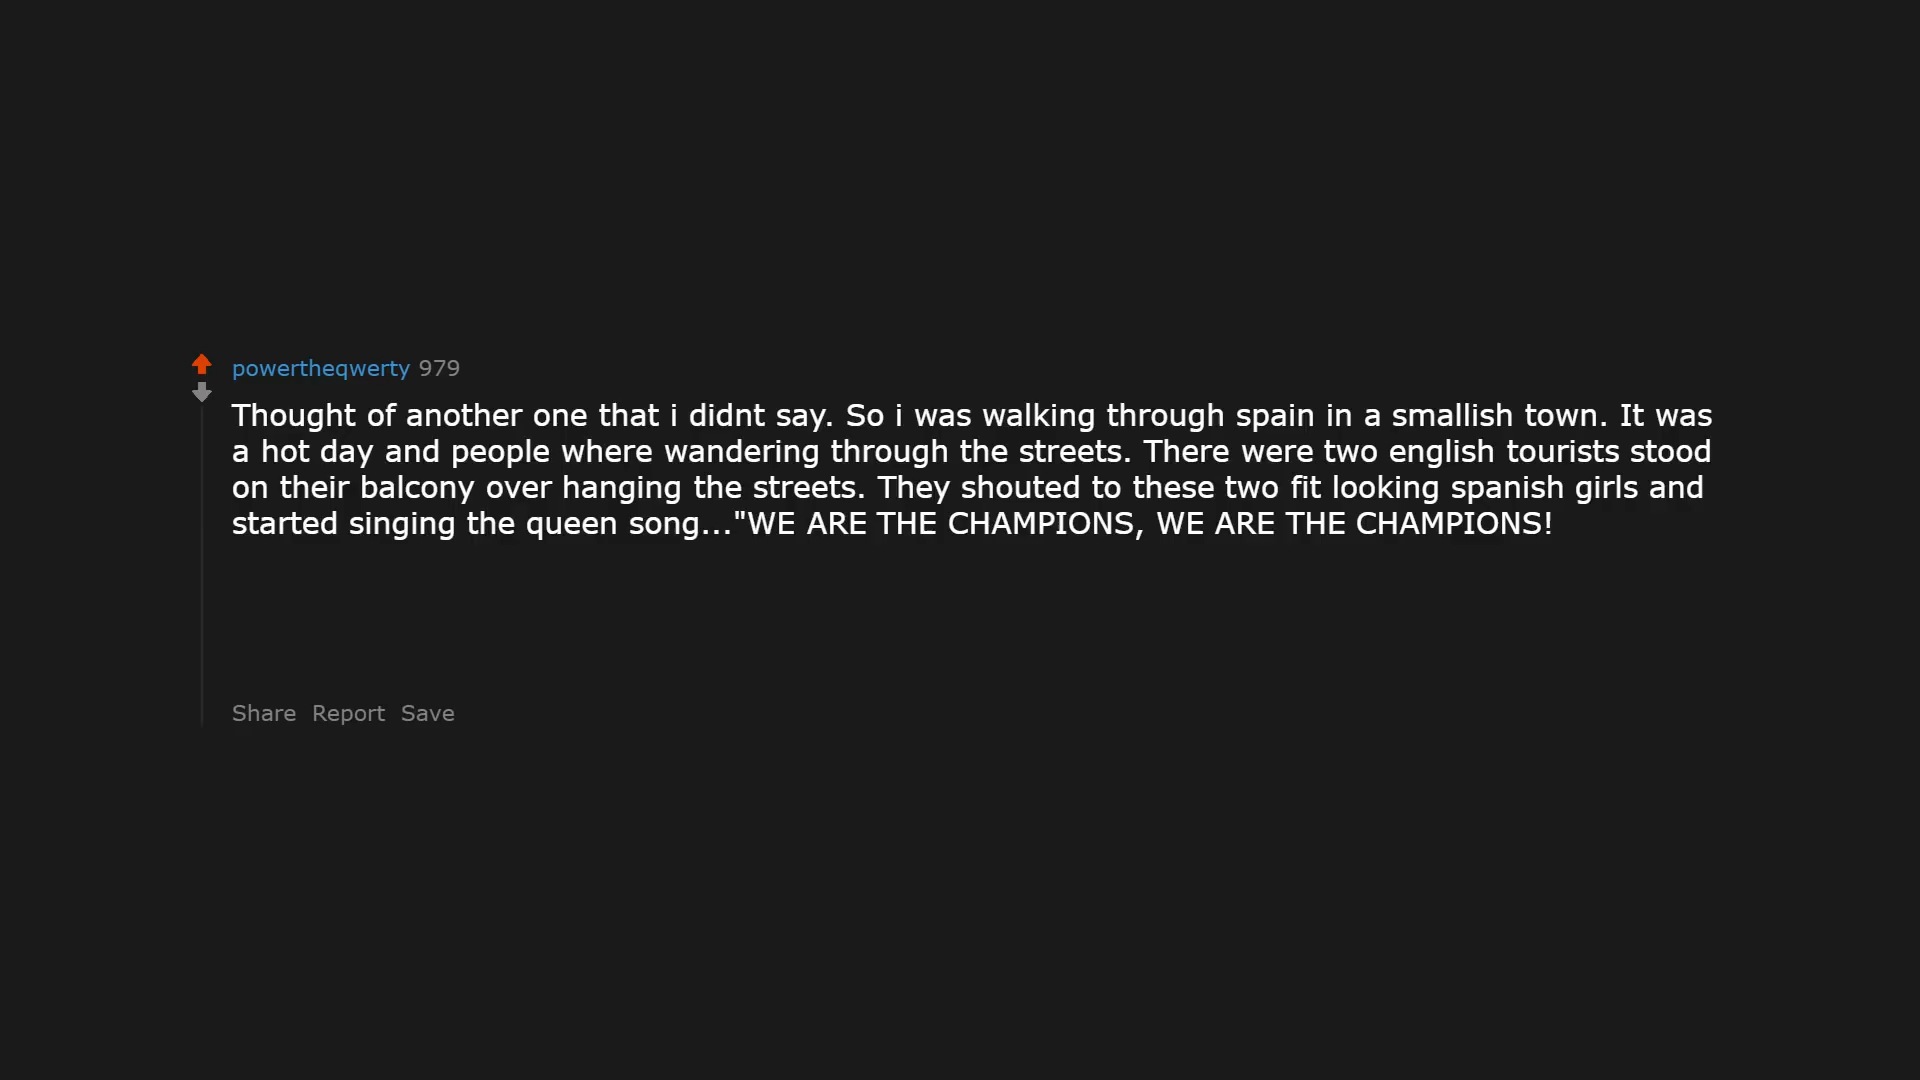 powertheqwerty 979
Thought of another one that i didnt say. So i was walking through spain in a smallish town. It was
a hot day and people where wandering through the streets. There were two english tourists stood
on their balcony over hanging the streets. They shouted to these two fit looking spanish girls and
started singing the queen song..."WE ARE THE CHAMPIONS, WE ARE THE CHAMPIONS!
Share Report Save